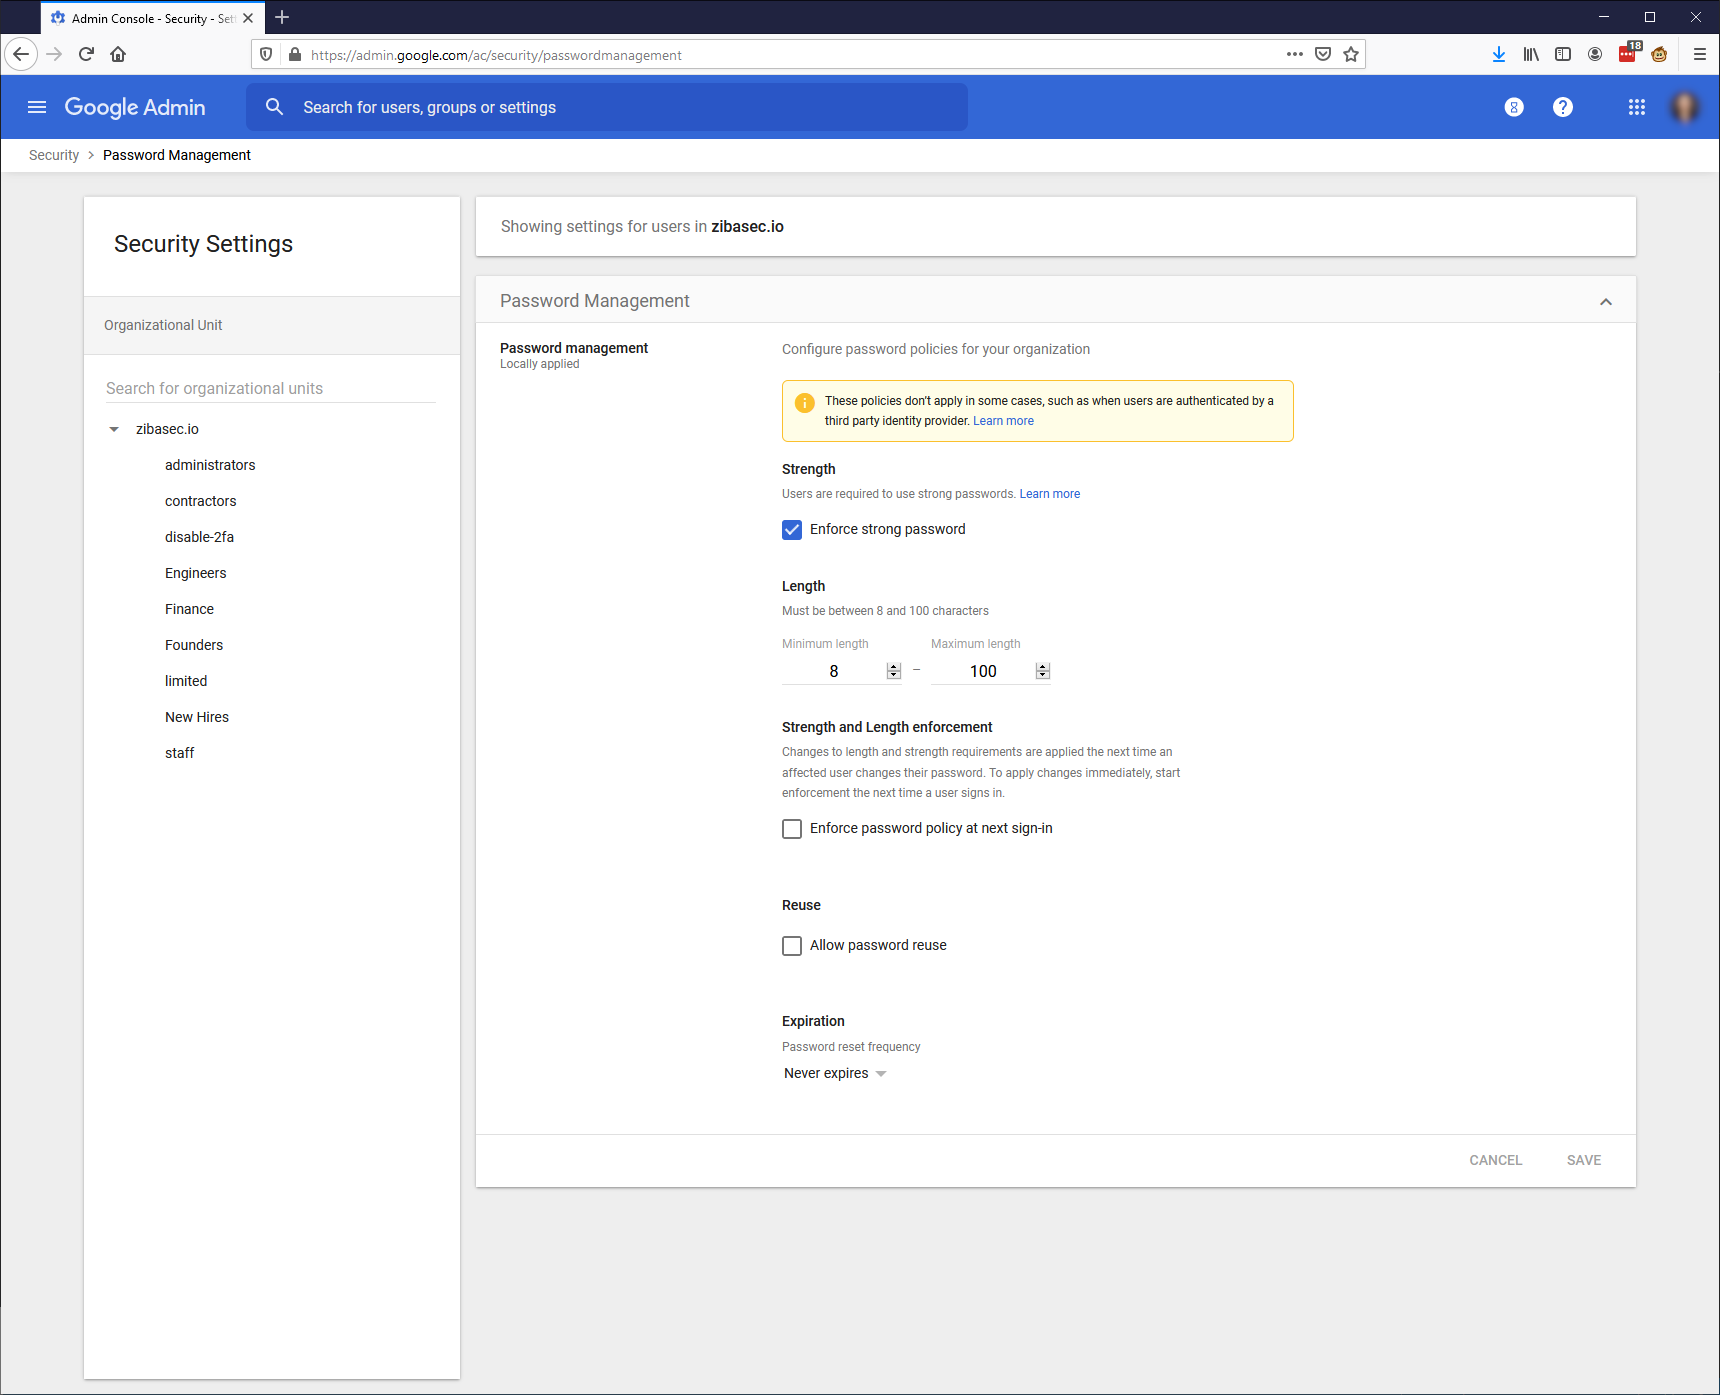 Admin Console - Security - Set
https://admin.google.com/ac/security/passwordmanagement
18
Google Admin
Search for users, groups or settings
8
?
Security > Password Management
Security Settings
Organizational Unit
Search for organizational units
zibasec.io
administrators
contractors
disable-2fa
Engineers
Finance
Founders
limited
New Hires
staff
Showing settings for users in zibasec.io
Password Management
Password management
Locally applied
Configure password policies for your organization
These policies don't apply in some cases, such as when users are authenticated by a
third party identity provider. Learn more
Strength
Users are required to use strong passwords. Learn more
Enforce strong password
Length
Must be between 8 and 100 characters
Minimum length Maximum length
8 – 100
Strength and Length enforcement
Changes to length and strength requirements are applied the next time an
affected user changes their password. To apply changes immediately, start
enforcement the next time a user signs in.
Enforce password policy at next sign-in
Reuse
Allow password reuse
Expiration
Password reset frequency
Never expires
CANCEL SAVE